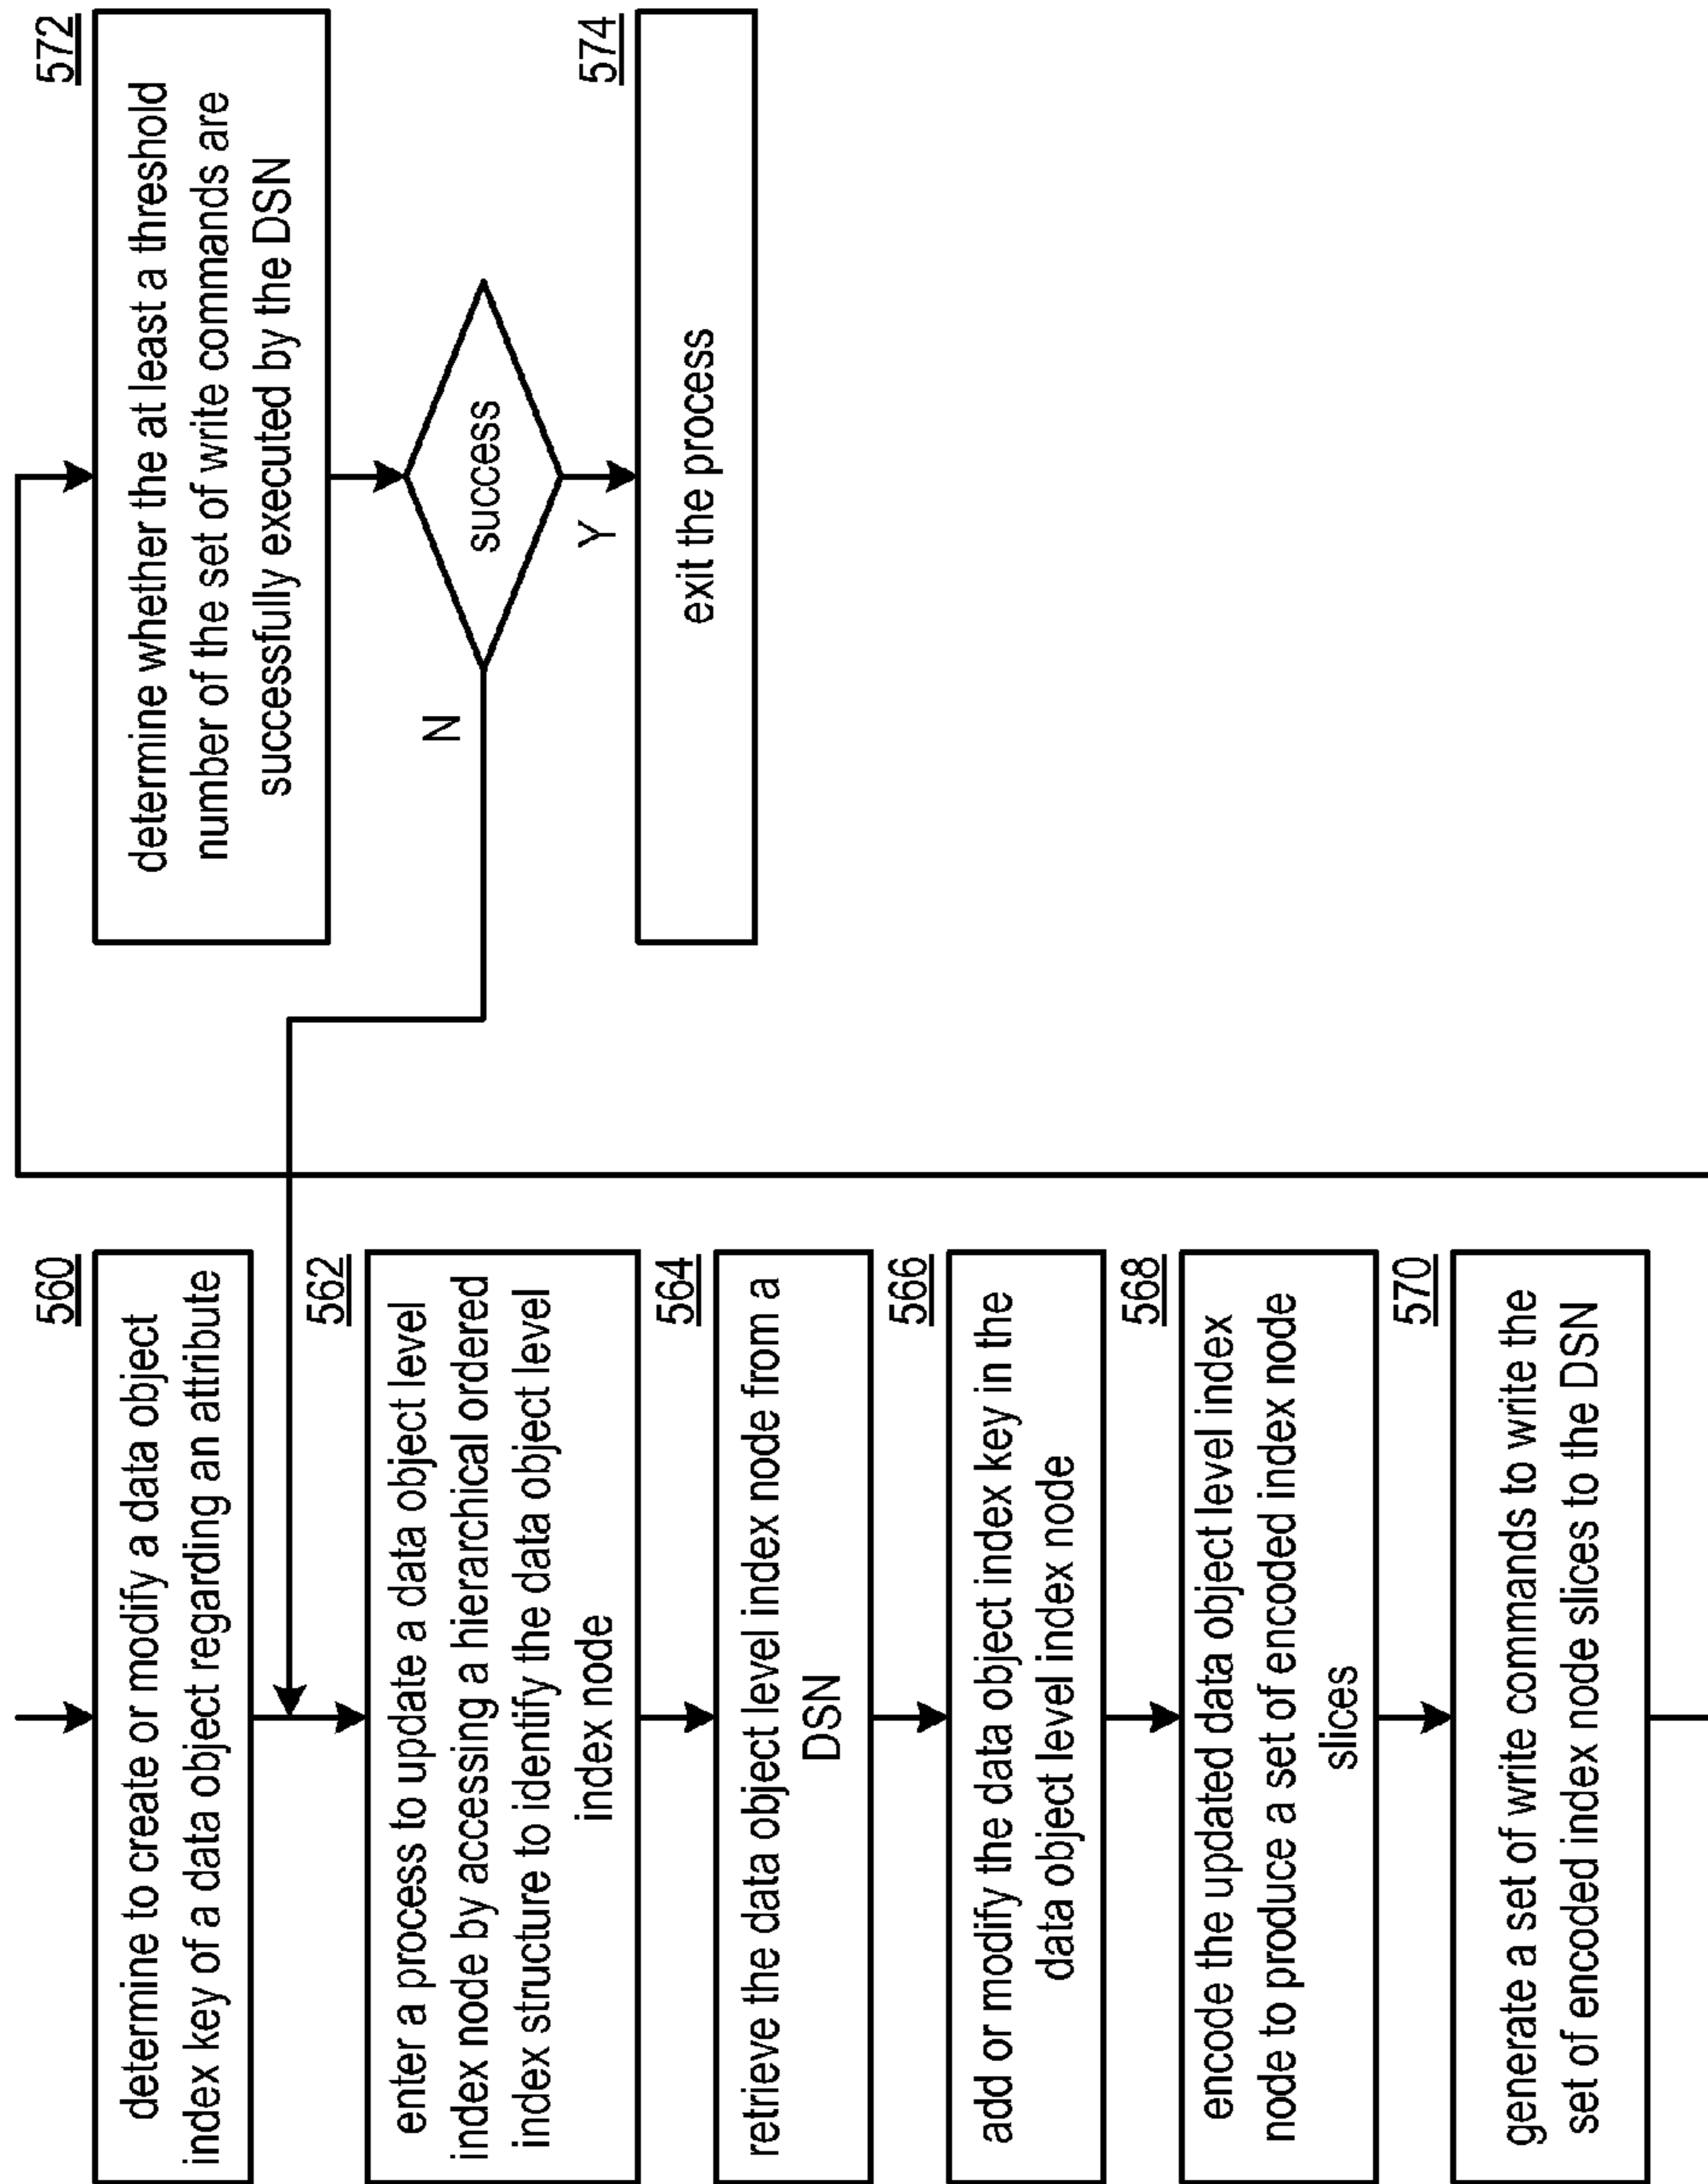 560
determine to create or modify a data object
index key of a data object regarding an attribute
562
enter a process to update a data object level
index node by accessing a hierarchical ordered
index structure to identify the data object level
index node
564
retrieve the data object level index node from a
DSN
566
add or modify the data object index key in the
data object level index node
568
encode the updated data object level index
node to produce a set of encoded index node
slices
570
generate a set of write commands to write the
set of encoded index node slices to the DSN
572
determine whether the at least a threshold
number of the set of write commands are
successfully executed by the DSN
success
N
Y
574
exit the process